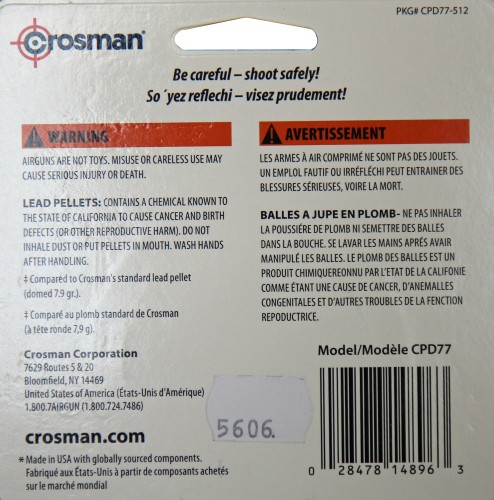 crosman®
PKG# CPD77-512
Be careful – shoot safely!
So´yez reflechi – visez prudement!
WARNING
AIRGUNS ARE NOT TOYS. MISUSE OR CARELESS USE MAY
CAUSE SERIOUS INJURY OR DEATH.
LEAD PELLETS: CONTAINS A CHEMICAL KNOWN TO
THE STATE OF CALIFORNIA TO CAUSE CANCER AND BIRTH
DEFECTS (OR OTHER REPRODUCTIVE HARM). DO NOT
INHALE DUST OR PUT PELLETS IN MOUTH. WASH HANDS
AFTER HANDLING.
‡ Compared to Crosman's standard lead pellet
(domed 7.9 gr.).
‡ Comparé au plomb standard de Crosman
(à tête ronde 7,9 g).
Crosman Corporation
7629 Routes 5 & 20
Bloomfield, NY 14469
United States of America (États-Unis d'Amérique)
1.800.7AIRGUN (1.800.724.7486)
crosman.com
* Made in USA with globally sourced components.
Fabriqué aux États-Unis à partir de composants achetés
sur le marché mondial
AVERTISSEMENT
LES ARMES À AIR COMPRIMÉ NE SONT PAS DES JOUETS.
UN EMPLOI FAUTIF OU IRRÉFLÉCHI PEUT ENTRAINER DES
BLESSURES SÉRIEUSES, VOIRE LA MORT.
BALLES A JUPE EN PLOMB- NE PAS INHALER
LA POUSSIÈRE DE PLOMB NI SEMETTRE DES BALLES
DANS LA BOUCHE. SE LAVAR LES MAINS APRÉS AVAIR
MANIPULÉ LES BALLES. LE PLOMB DES BALLES EST UN
PRODUIT CHIMIQUERECONNU PAR L'ETAT DE LA CALIFONIE
COMME ÉTANT UNE CAUSE DE CANCER, D'ANEMALLES
CONGENITALES ET D'AUTRES TROUBLES DE LA FENCTION
REPODUCTRICE.
Model/Modèle CPD77
5606.
0 28478 14896 3